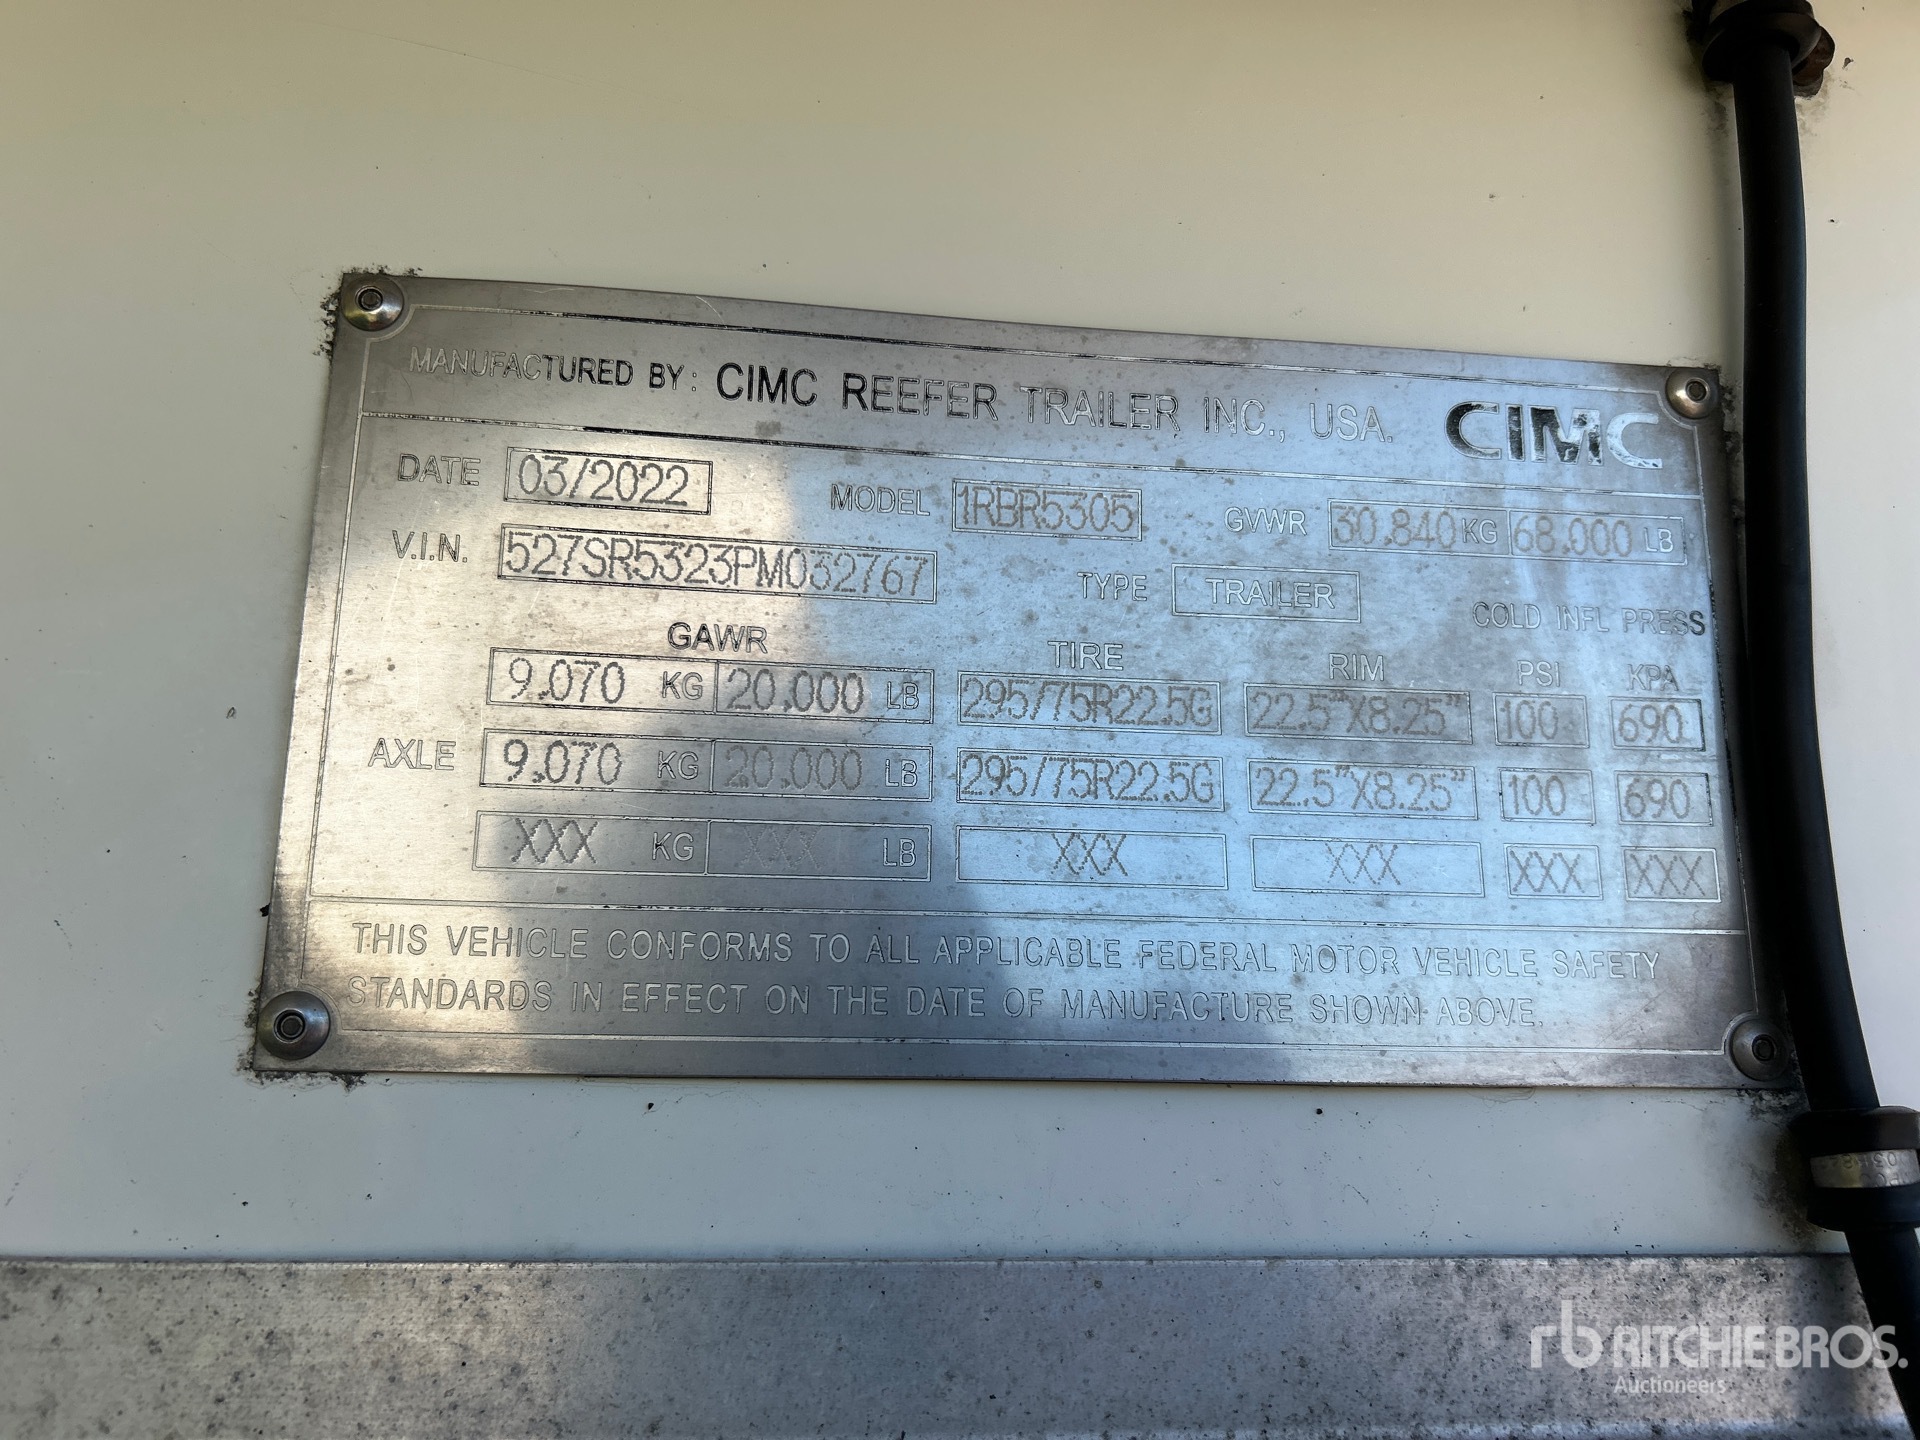 MANUFACTURED BY: CIMC REEFER TRAILER INC., USA. CIMC
DATE 03/2022 MODEL 1RBR5305 GVWR 30.840 KG 68.000 LB
V.I.N. 527SR5323PM032767 TYPE TRAILER COLD INFL PRESS
GAWR TIRE RIM PSI KPA
9.070 KG 20.000 LB 295/75R22.5G 22.5"X8.25" 100 690
AXLE 9.070 KG 20.000 LB 295/75R22.5G 22.5"X8.25" 100 690
XXX KG XXX LB XXX XXX XXX XXX
THIS VEHICLE CONFORMS TO ALL APPLICABLE FEDERAL MOTOR VEHICLE SAFETY
STANDARDS IN EFFECT ON THE DATE OF MANUFACTURE SHOWN ABOVE.
rb RITCHIE BROS.
Auctioneers